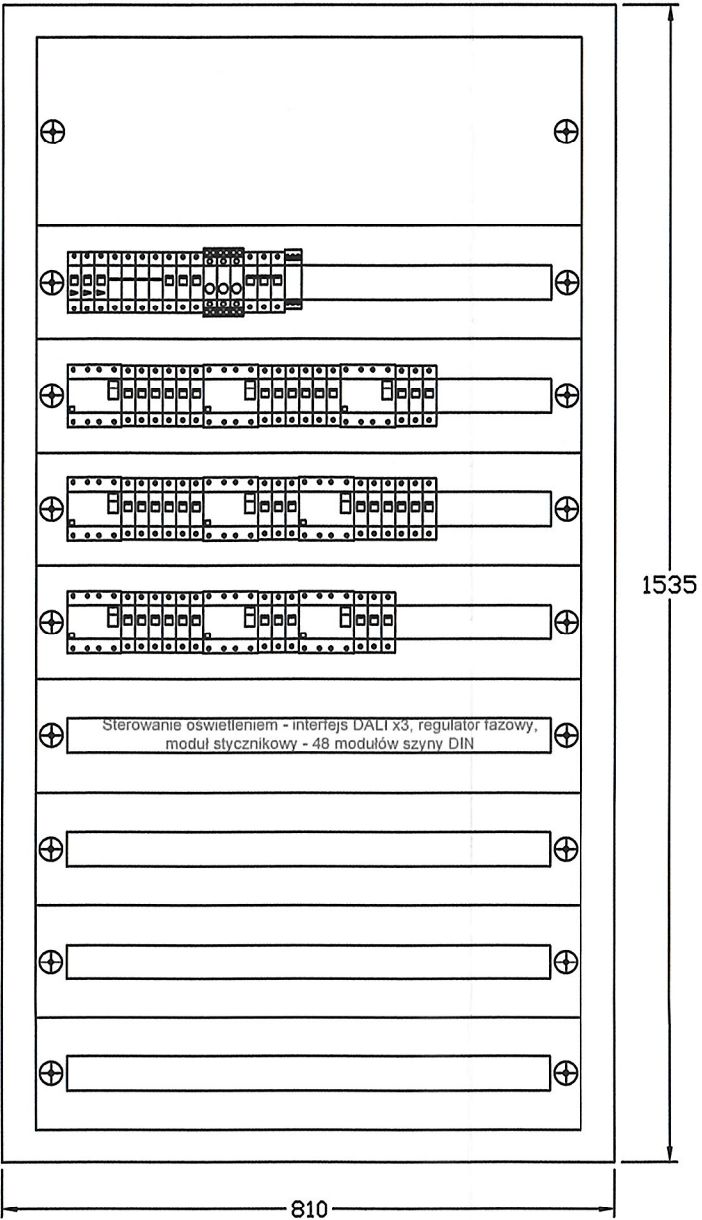 1535
Sterowanie oświetleniem - interfejs DALI x3, regulator fazowy,
moduł stycznikowy - 48 modułów szyny DIN
810